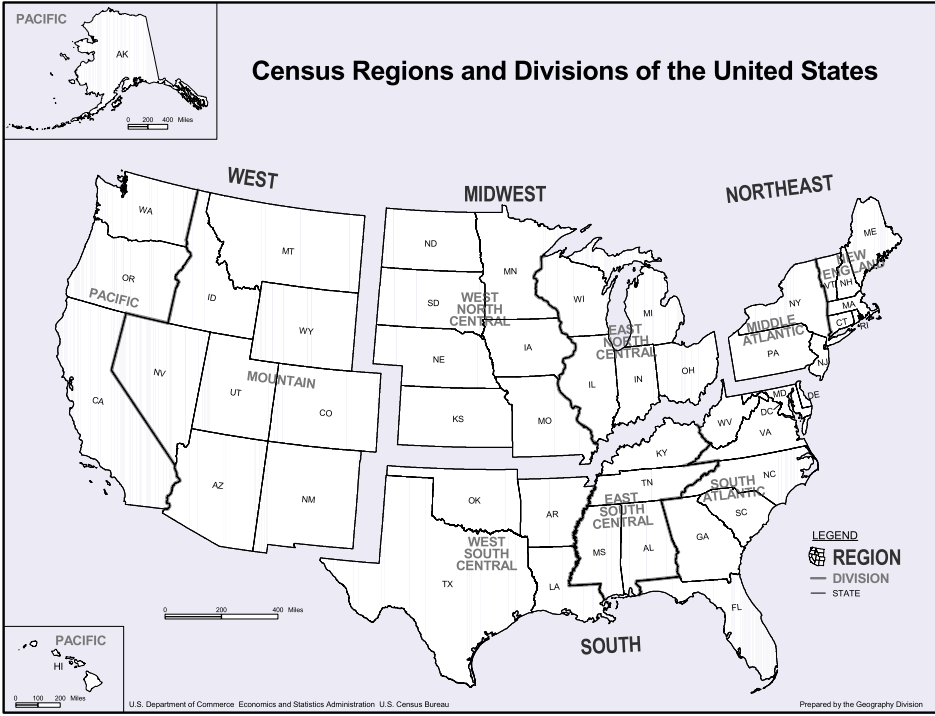 PACIFIC
AK
0 200 400 Miles
Census Regions and Divisions of the United States
WEST
MIDWEST
NORTHEAST
WA
MT
ND
MN
ME
OR
ID
SD
WI
MI
NY
VT
NH
NEW
ENGLAND
MA
CT
RI
PACIFIC
WY
WEST
NORTH
CENTRAL
EAST
NORTH
CENTRAL
MIDDLE
ATLANTIC
PA
NJ
NV
UT
MOUNTAIN
CO
CA
NE
IA
IL
IN
OH
KS
MO
WV
MD
DE
DC
VA
KY
AZ
NM
OK
AR
TN
NC
SOUTH
ATLANTIC
SC
EAST
SOUTH
CENTRAL
WEST
SOUTH
CENTRAL
TX
LA
MS
AL
GA
FL
SOUTH
LEGEND
REGION
DIVISION
STATE
0 200 400 Miles
PACIFIC
HI
0 100 200 Miles
U.S. Department of Commerce Economics and Statistics Administration U.S. Census Bureau
Prepared by the Geography Division